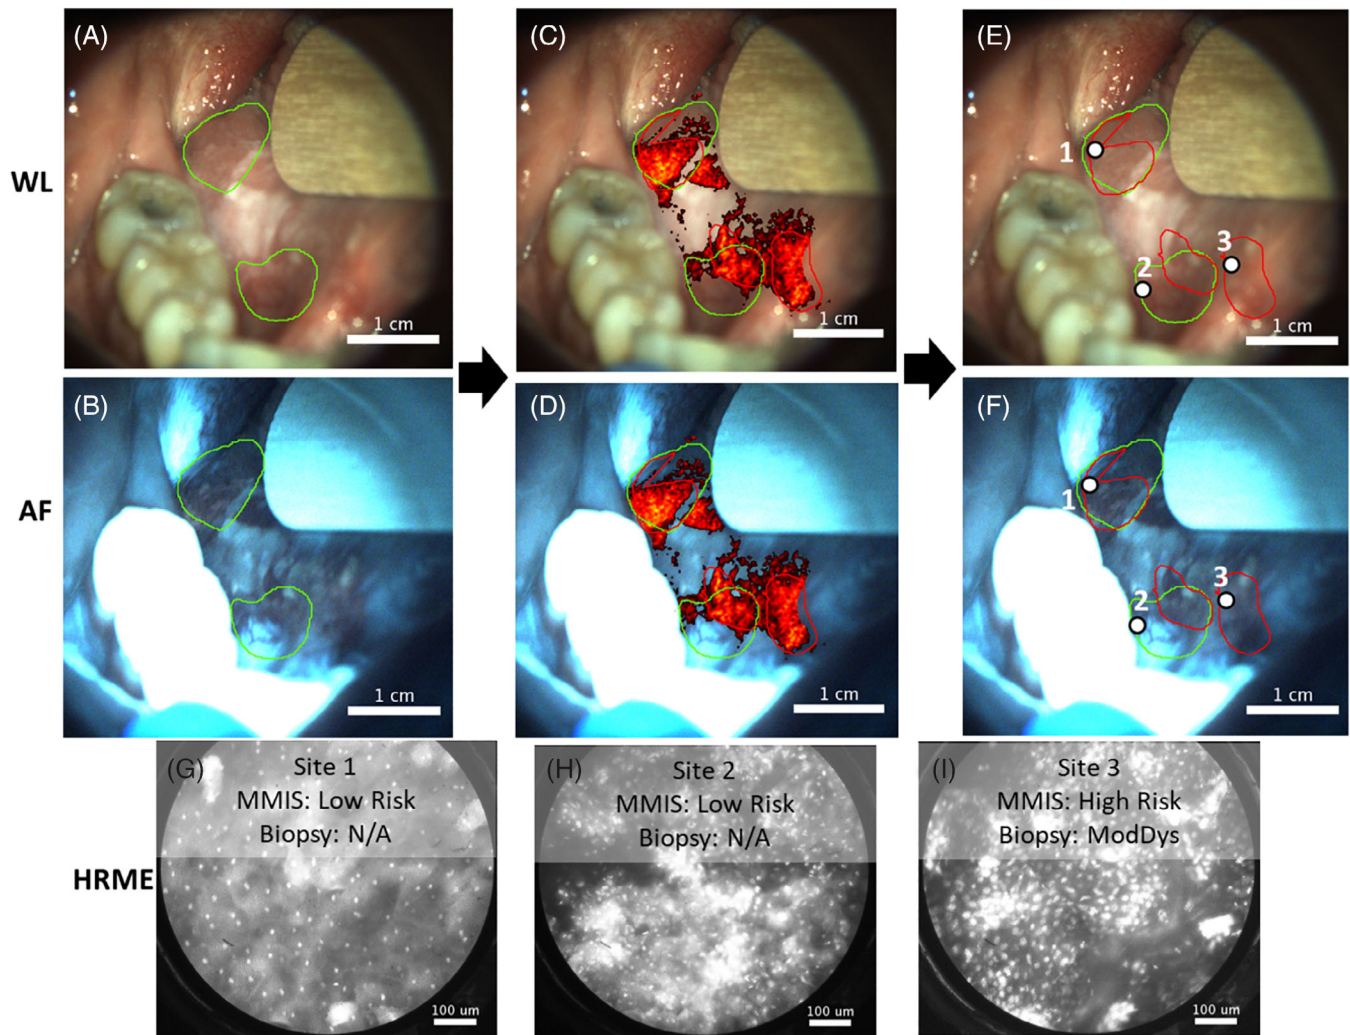 (A)
(C)
(E)
WL
1
2
3
1 cm
1 cm
1 cm
(B)
(D)
(F)
AF
1
2
3
1 cm
1 cm
1 cm
HRME
(G)
Site 1
MMIS: Low Risk
Biopsy: N/A
100 um
(H)
Site 2
MMIS: Low Risk
Biopsy: N/A
100 um
(I)
Site 3
MMIS: High Risk
Biopsy: ModDys
100 um